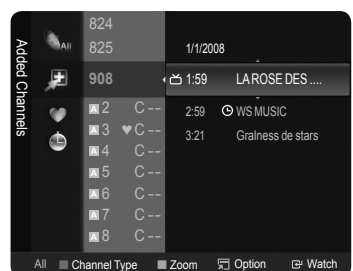 Added Channels
All
824
825
908
A 2 C --
A 3 ♥ C --
A 4 C --
A 5 C --
A 6 C --
A 7 C --
A 8 C --
1/1/2008
1:59 LA ROSE DES ....
2:59 WS MUSIC
3:21 Gralness de stars
All Channel Type Zoom Option Watch